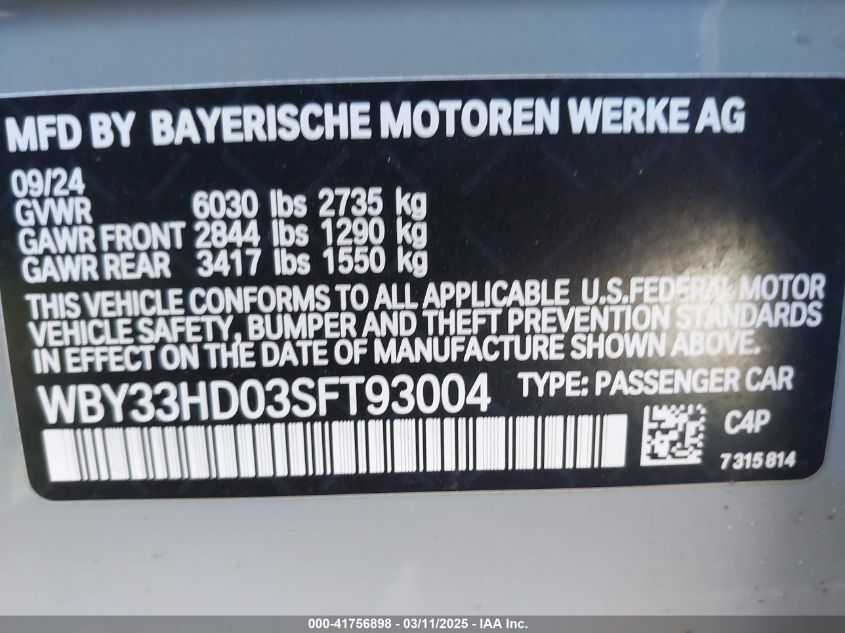 MFD BY BAYERISCHE MOTOREN WERKE AG
09/24
GVWR 6030 lbs 2735 kg
GAWR FRONT 2844 lbs 1290 kg
GAWR REAR 3417 lbs 1550 kg
THIS VEHICLE CONFORMS TO ALL APPLICABLE U.S.FEDERAL MOTOR
VEHICLE SAFETY, BUMPER AND THEFT PREVENTION STANDARDS
IN EFFECT ON THE DATE OF MANUFACTURE SHOWN ABOVE.
WBY33HD03SFT93004 TYPE: PASSENGER CAR
C4P
7315814
000-41756898 - 03/11/2025 - IAA Inc.